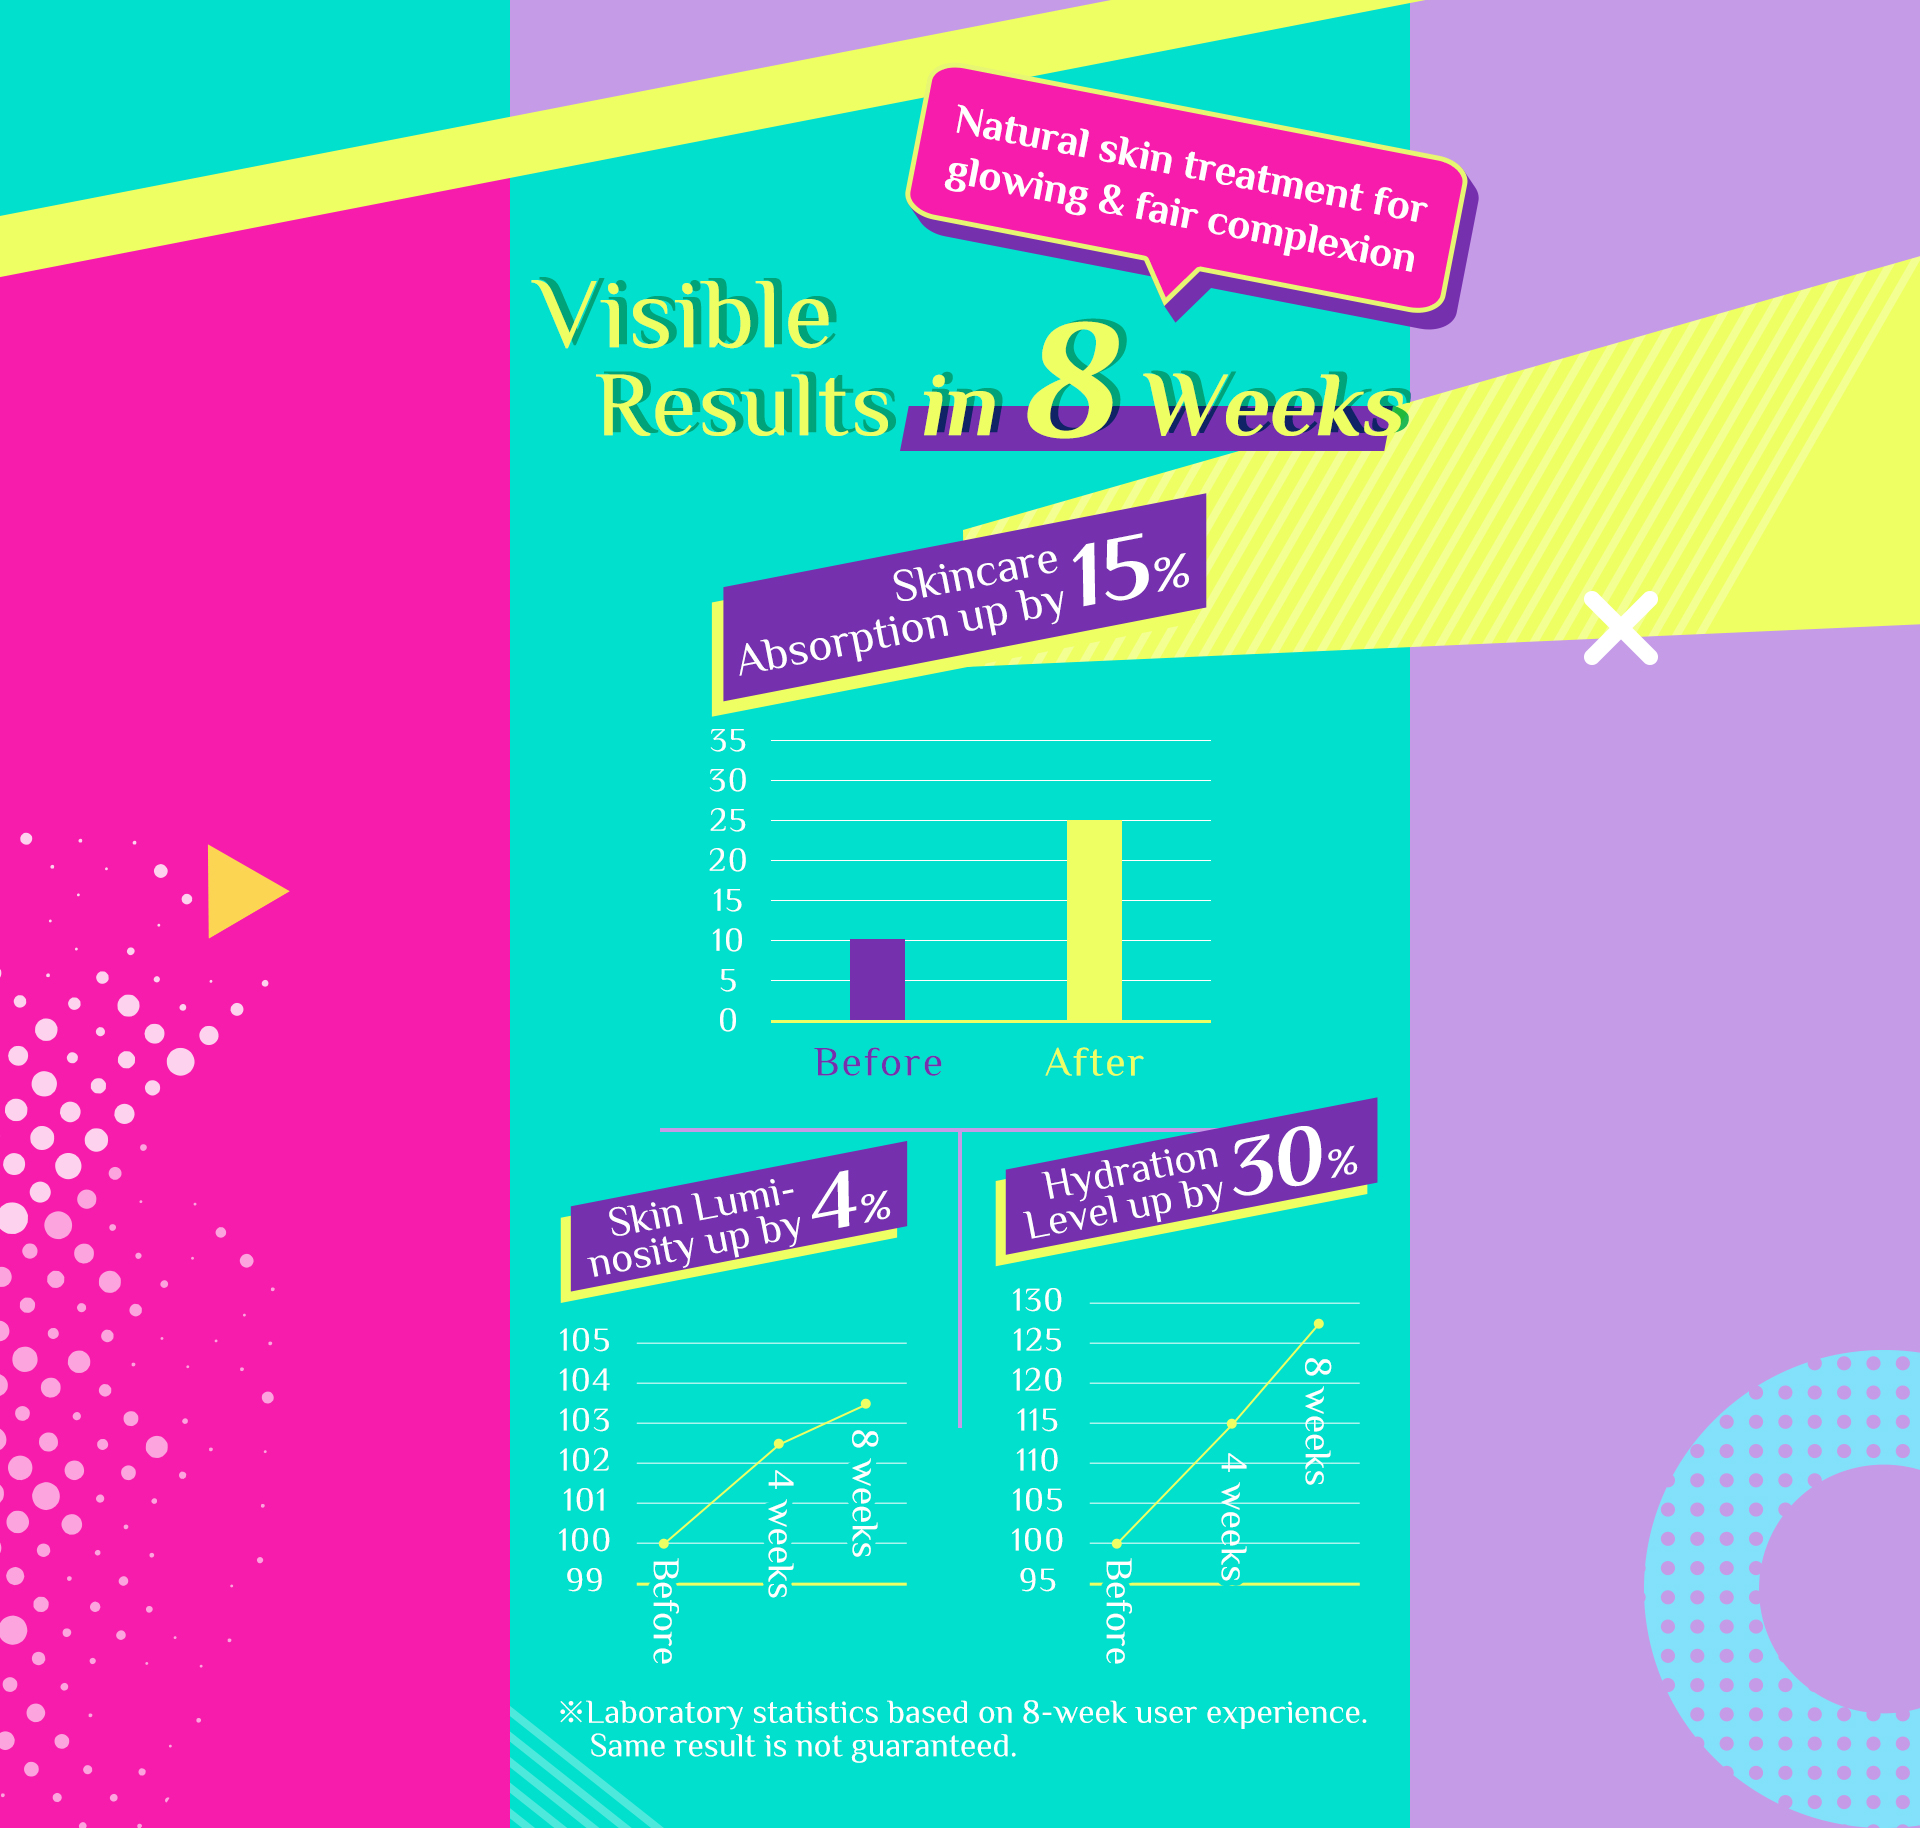 Natural skin treatment for
glowing & fair complexion
Visible
Results in 8 Weeks
Skincare
Absorption up by 15%
35
30
25
20
15
10
5
0
Before After
Skin Lumi-
nosity up by 4%
105
104
103
102
101
100
99
Before
4 weeks
8 weeks
Hydration
Level up by 30%
130
125
120
115
110
105
100
95
Before
4 weeks
8 weeks
※Laboratory statistics based on 8-week user experience.
Same result is not guaranteed.